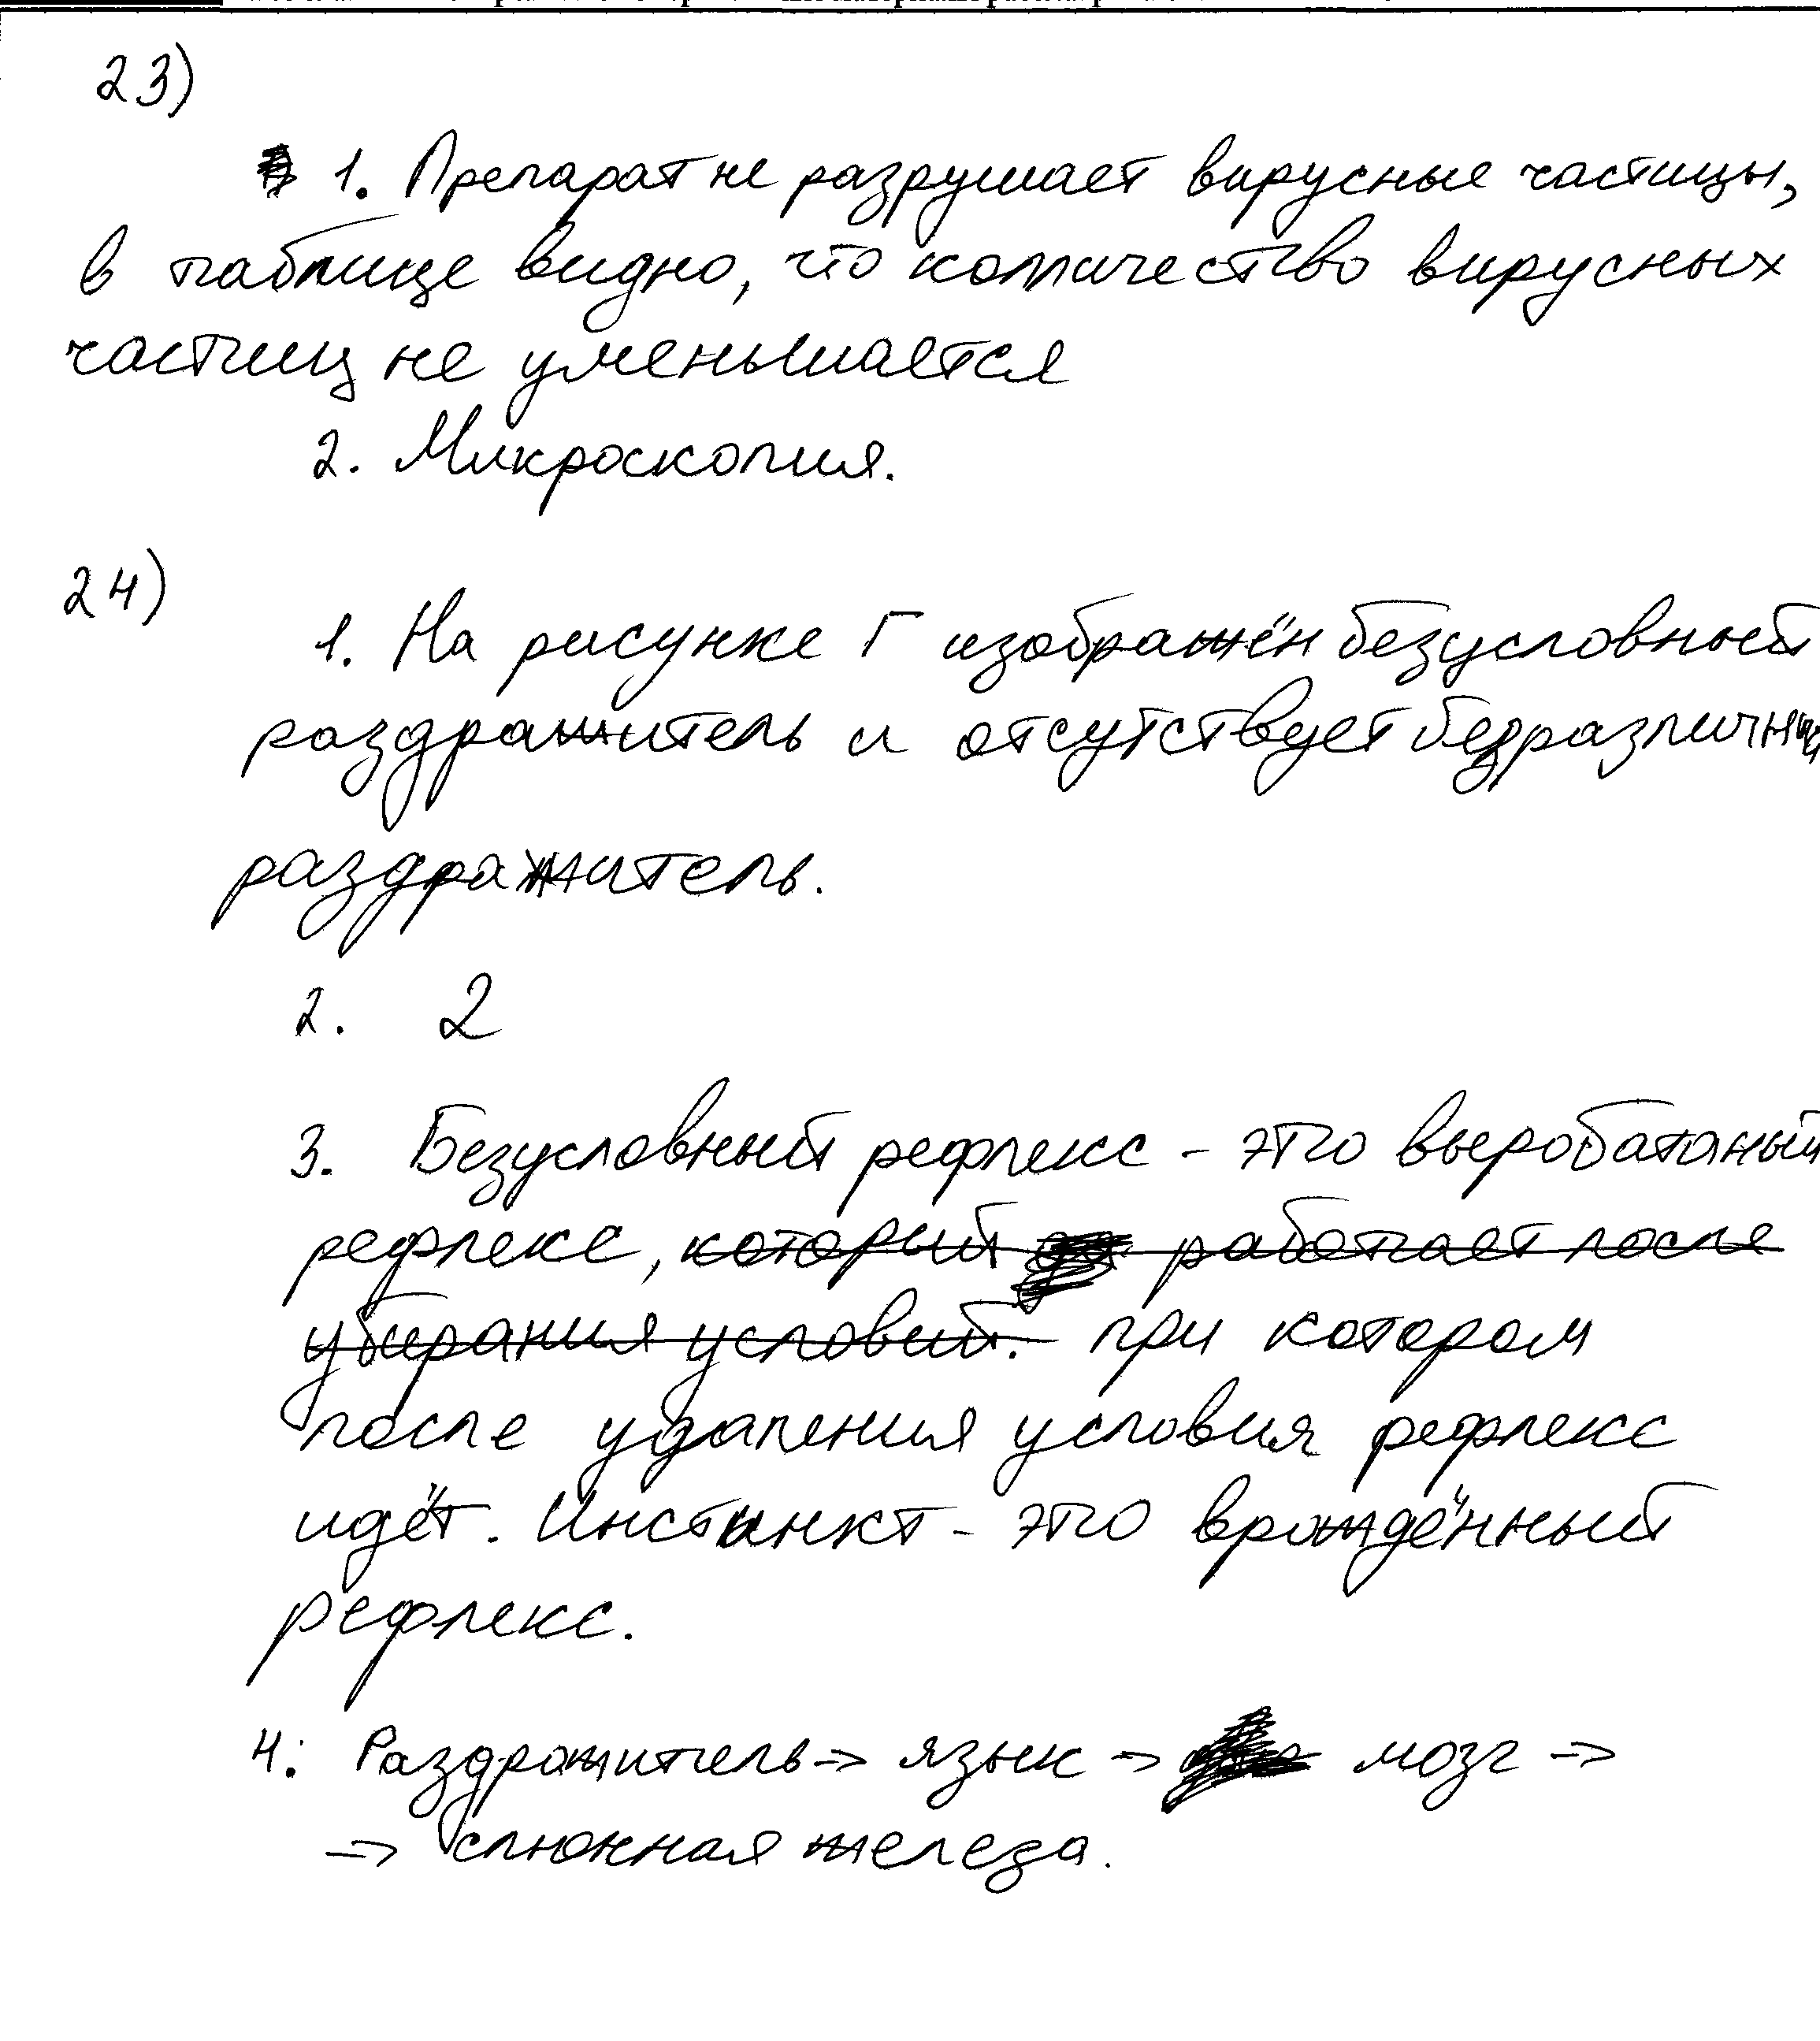 23)
1. Препарат не разрушает вирусные частицы,
в таблице видно, что количество вирусных
частиц не уменьшается
2. Микроскопия.
24)
1. На рисунке Г изображён безусловный
раздражитель и отсутствует безразличный
раздражитель.
2. 2
3. Безусловный рефлекс - это выробатаный
рефлекс, который работает после
убирания условий. при котором
после удаления условия рефлекс
идёт. Инстинкт - это врождённый
рефлекс.
4. Раздражитель => язык => мозг =>
=> слюнная железа.